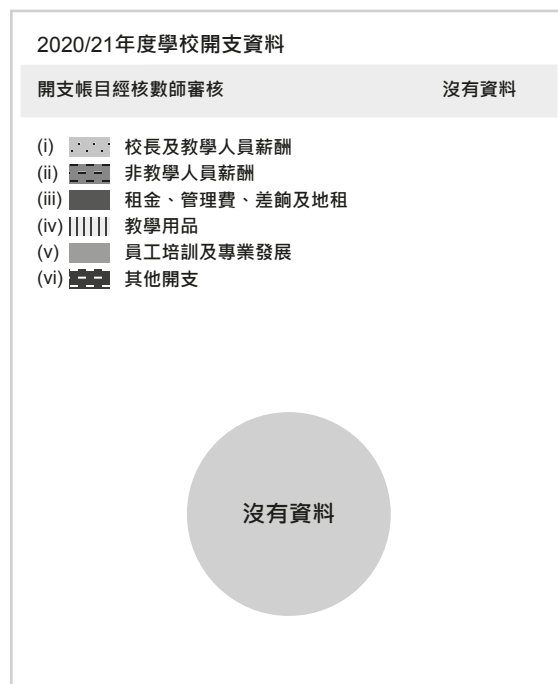 2020/21年度學校開支資料
開支帳目經核數師審核 沒有資料
(i) 校長及教學人員薪酬
(ii) 非教學人員薪酬
(iii) 租金、管理費、差餉及地租
(iv) 教學用品
(v) 員工培訓及專業發展
(vi) 其他開支
沒有資料